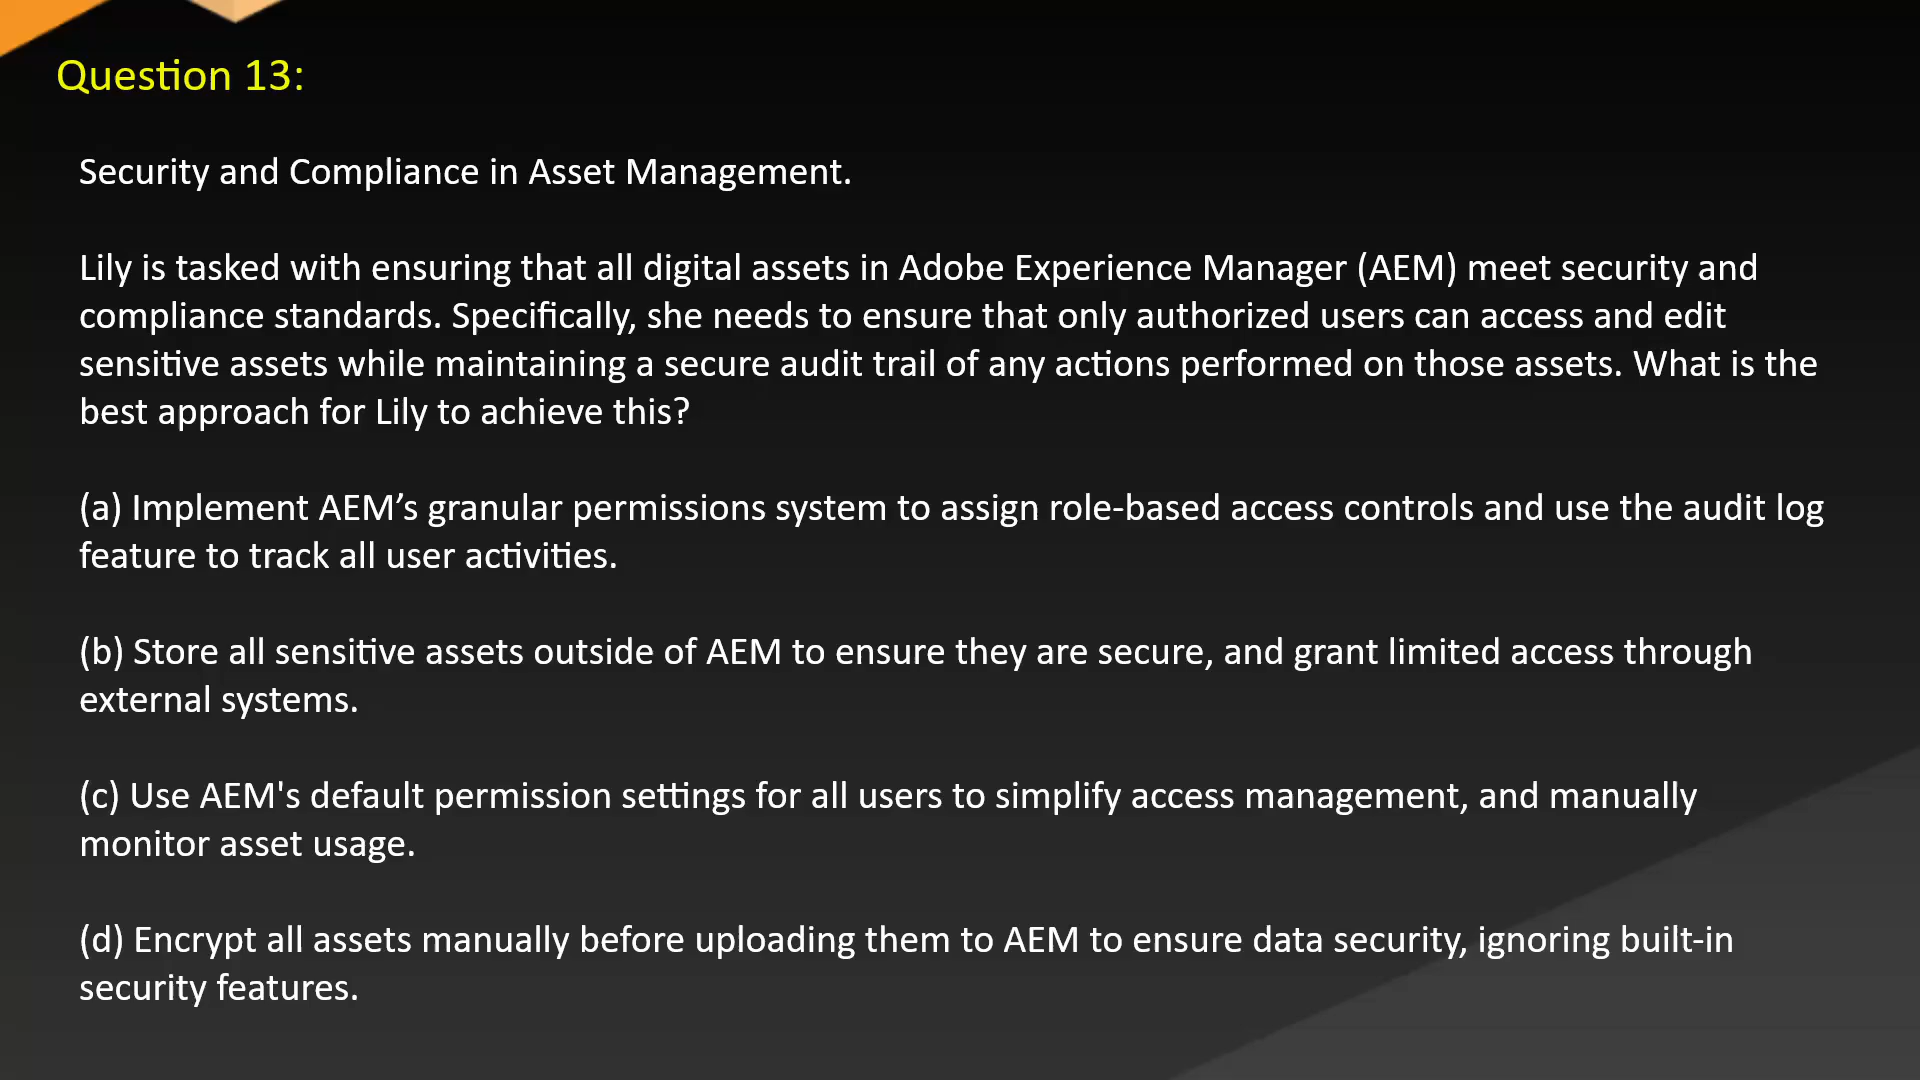 Question 13:
Security and Compliance in Asset Management.
Lily is tasked with ensuring that all digital assets in Adobe Experience Manager (AEM) meet security and
compliance standards. Specifically, she needs to ensure that only authorized users can access and edit
sensitive assets while maintaining a secure audit trail of any actions performed on those assets. What is the
best approach for Lily to achieve this?
(a) Implement AEM’s granular permissions system to assign role-based access controls and use the audit log
feature to track all user activities.
(b) Store all sensitive assets outside of AEM to ensure they are secure, and grant limited access through
external systems.
(c) Use AEM's default permission settings for all users to simplify access management, and manually
monitor asset usage.
(d) Encrypt all assets manually before uploading them to AEM to ensure data security, ignoring built-in
security features.